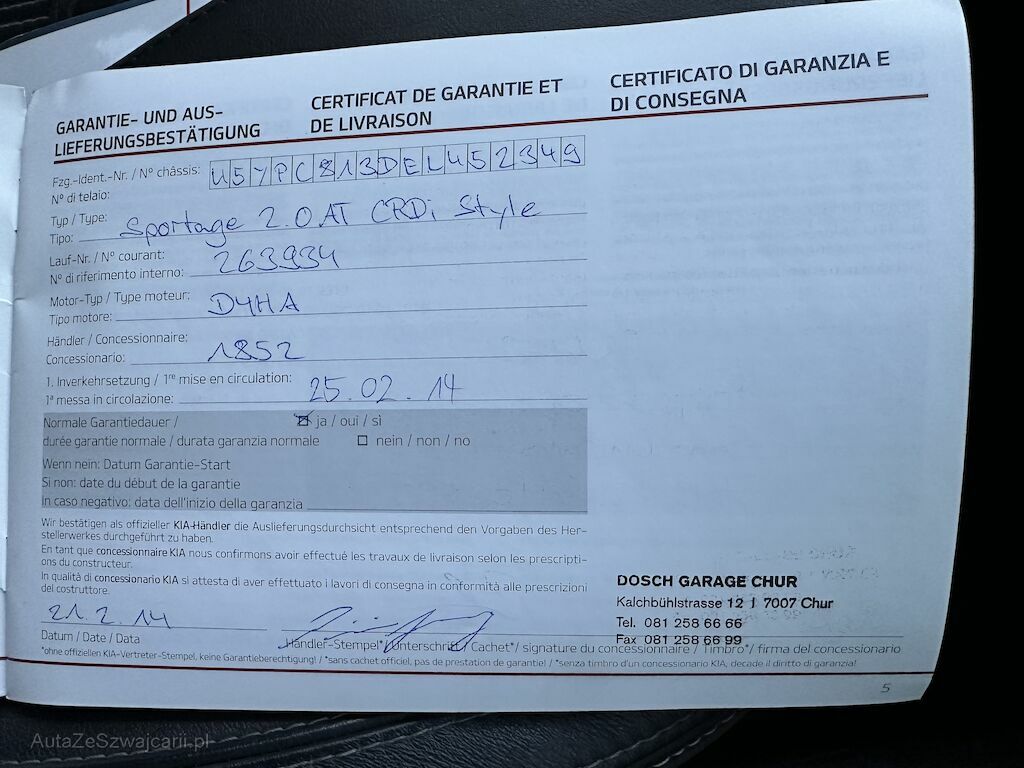 GARANTIE- UND AUS-
LIEFERUNGSBESTÄTIGUNG
CERTIFICAT DE GARANTIE ET
DE LIVRAISON
CERTIFICATO DI GARANZIA E
DI CONSEGNA
Fzg.-Ident.-Nr. / Nº châssis: U5YPC813DEL452349
Nº di telaio:
Typ / Type: Sportage 2.0 AT CRDi Style
Tipo:
Lauf-Nr. / Nº courant: 263934
Nº di riferimento interno:
Motor-Typ / Type moteur: D4HA
Tipo motore:
Händler / Concessionnaire: 1852
Concessionario:
1. Inverkehrsetzung / 1re mise en circulation: 25.02.14
1ª messa in circolazione:
Normale Garantiedauer / ja / oui / sì
durée garantie normale / durata garanzia normale nein / non / no
Wenn nein: Datum Garantie-Start
Si non: date du début de la garantie
In caso negativo: data dell'inizio della garanzia
Wir bestätigen als offizieller KIA-Händler die Auslieferungsdurchsicht entsprechend den Vorgaben des Her-
stellerwerkes durchgeführt zu haben.
En tant que concessionnaire KIA nous confirmons avoir effectué les travaux de livraison selon les prescripti-
ons du constructeur.
In qualità di concessionario KIA si attesta di aver effettuato i lavori di consegna in conformità alle prescrizioni
del costruttore.
DOSCH GARAGE CHUR
Kalchbühlstrasse 12 | 7007 Chur
Tel. 081 258 66 66
Fax 081 258 66 99
21.2.14
Datum / Date / Data
Händler-Stempel*/Unterschrift/ Cachet*/ signature du concessionnaire / Timbro*/ firma del concessionario
*ohne offiziellen KIA-Vertreter-Stempel, keine Garantieberechtigung! / *sans cachet officiel, pas de prestation de garantie! / *senza timbro d'un concessionario KIA, decade il diritto di garanzia!
5
AutaZeSzwajcarii.pl